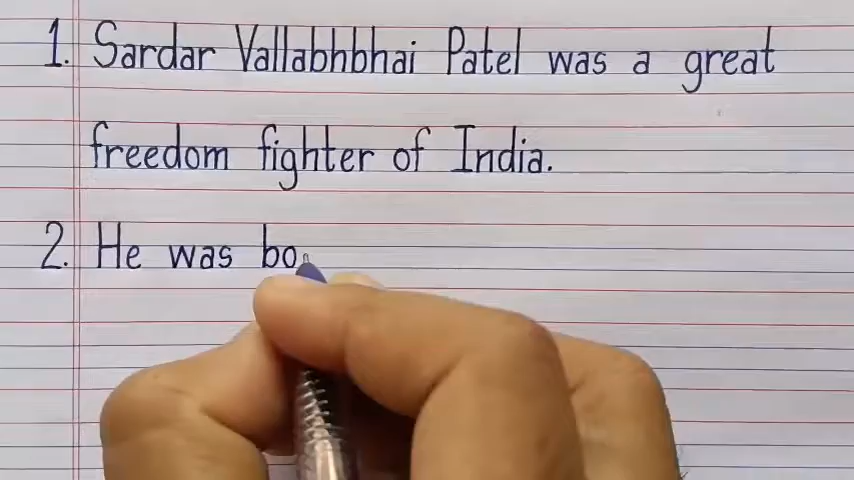 1. Sardar Vallabhbhai Patel was a great
freedom fighter of India.
2. He was bo